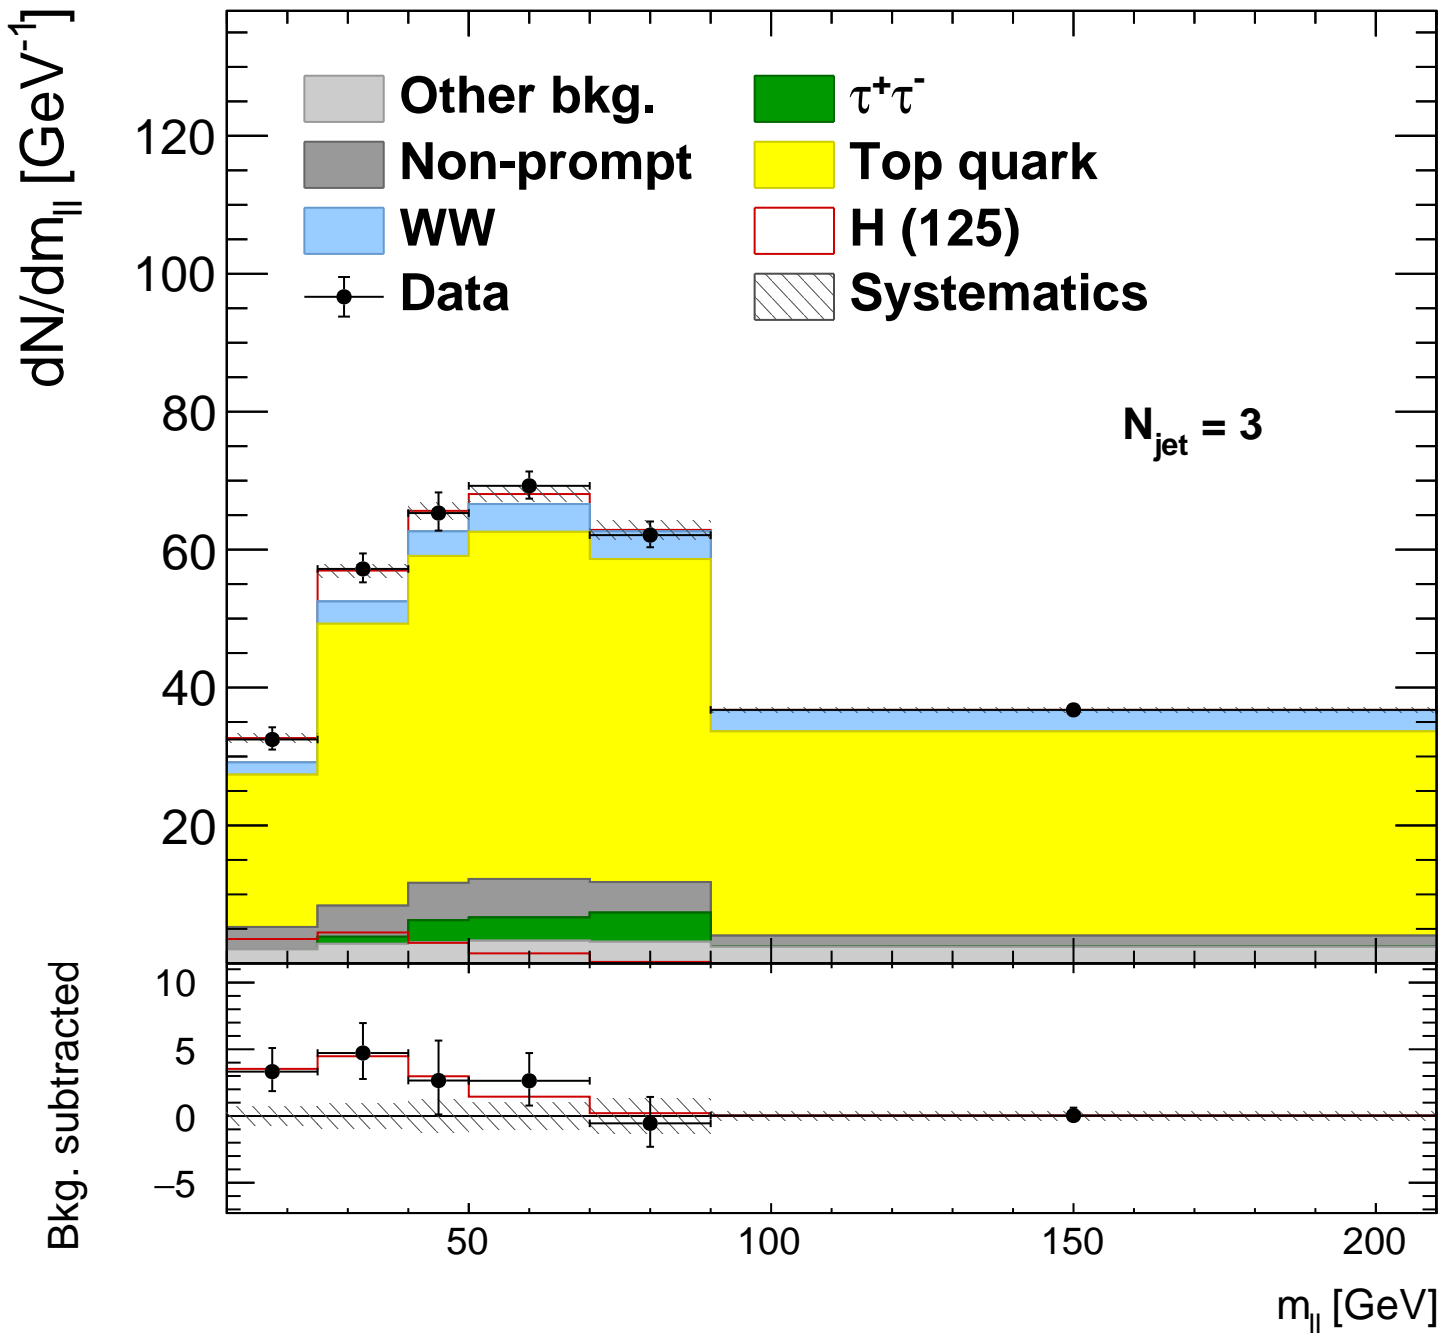 dN/dm_ll [GeV^-1]
Other bkg.
τ⁺τ⁻
Non-prompt
Top quark
WW
H (125)
Data
Systematics
N_jet = 3
120
100
80
60
40
20
Bkg. subtracted
10
5
0
−5
50
100
150
200
m_ll [GeV]